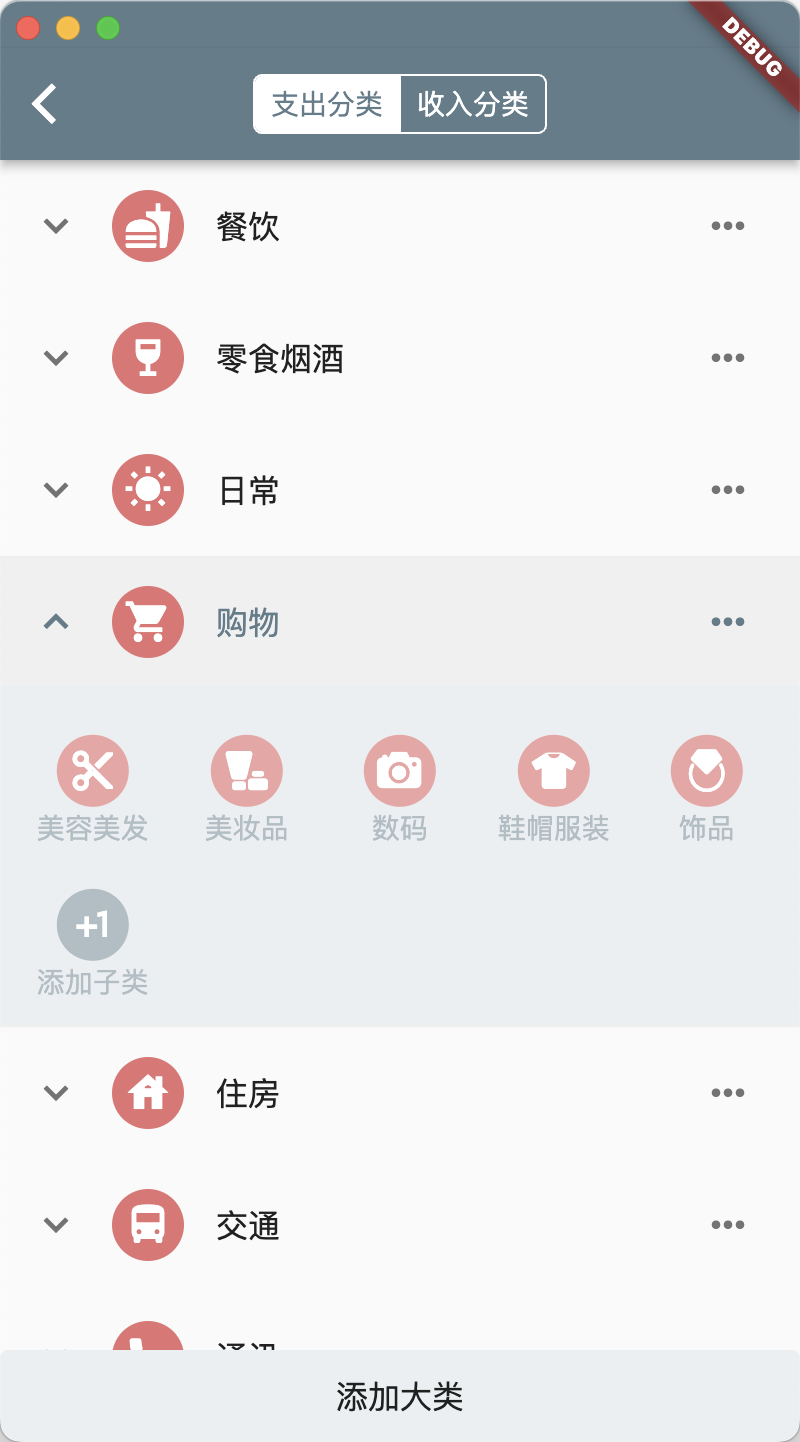 DEBUG
支出分类 收入分类
餐饮
零食烟酒
日常
购物
美容美发 美妆品 数码 鞋帽服装 饰品
+1
添加子类
住房
交通
通讯
添加大类